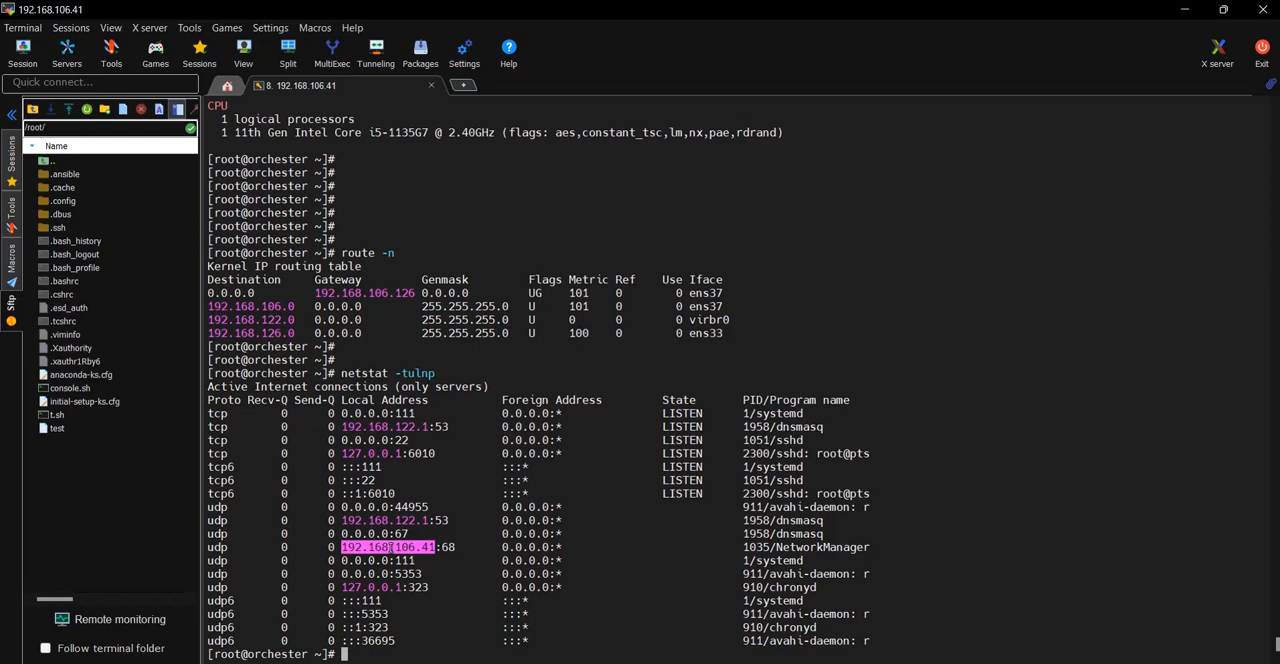 192.168.106.41
Terminal Sessions View X server Tools Games Settings Macros Help
Session Servers Tools Games Sessions View Split MultiExec Tunneling Packages Settings Help X server Exit
Quick connect...
8. 192.168.106.41
/root/
Name
..
.ansible
.cache
.config
.dbus
.ssh
.bash_history
.bash_logout
.bash_profile
.bashrc
.cshrc
.esd_auth
.tcshrc
.viminfo
.Xauthority
.xauthr1Rby6
anaconda-ks.cfg
console.sh
initial-setup-ks.cfg
t.sh
test
Remote monitoring
Follow terminal folder
Sessions
Tools
Macros
Sftp
CPU
1 logical processors
1 11th Gen Intel Core i5-1135G7 @ 2.40GHz (flags: aes,constant_tsc,lm,nx,pae,rdrand)
[root@orchester ~]#
[root@orchester ~]#
[root@orchester ~]#
[root@orchester ~]#
[root@orchester ~]#
[root@orchester ~]#
[root@orchester ~]#
[root@orchester ~]# route -n
Kernel IP routing table
Destination Gateway Genmask Flags Metric Ref Use Iface
0.0.0.0 192.168.106.126 0.0.0.0 UG 101 0 0 ens37
192.168.106.0 0.0.0.0 255.255.255.0 U 101 0 0 ens37
192.168.122.0 0.0.0.0 255.255.255.0 U 0 0 0 virbr0
192.168.126.0 0.0.0.0 255.255.255.0 U 100 0 0 ens33
[root@orchester ~]#
[root@orchester ~]#
[root@orchester ~]# netstat -tulnp
Active Internet connections (only servers)
Proto Recv-Q Send-Q Local Address Foreign Address State PID/Program name
tcp 0 0 0.0.0.0:111 0.0.0.0:* LISTEN 1/systemd
tcp 0 0 192.168.122.1:53 0.0.0.0:* LISTEN 1958/dnsmasq
tcp 0 0 0.0.0.0:22 0.0.0.0:* LISTEN 1051/sshd
tcp 0 0 127.0.0.1:6010 0.0.0.0:* LISTEN 2300/sshd: root@pts
tcp6 0 0 :::111 :::* LISTEN 1/systemd
tcp6 0 0 :::22 :::* LISTEN 1051/sshd
tcp6 0 0 ::1:6010 :::* LISTEN 2300/sshd: root@pts
udp 0 0 0.0.0.0:44955 0.0.0.0:* 911/avahi-daemon: r
udp 0 0 192.168.122.1:53 0.0.0.0:* 1958/dnsmasq
udp 0 0 0.0.0.0:67 0.0.0.0:* 1958/dnsmasq
udp 0 0 192.168.106.41:68 0.0.0.0:* 1035/NetworkManager
udp 0 0 0.0.0.0:111 0.0.0.0:* 1/systemd
udp 0 0 0.0.0.0:5353 0.0.0.0:* 911/avahi-daemon: r
udp 0 0 127.0.0.1:323 0.0.0.0:* 910/chronyd
udp6 0 0 :::111 :::* 1/systemd
udp6 0 0 :::5353 :::* 911/avahi-daemon: r
udp6 0 0 ::1:323 :::* 910/chronyd
udp6 0 0 :::36695 :::* 911/avahi-daemon: r
[root@orchester ~]#